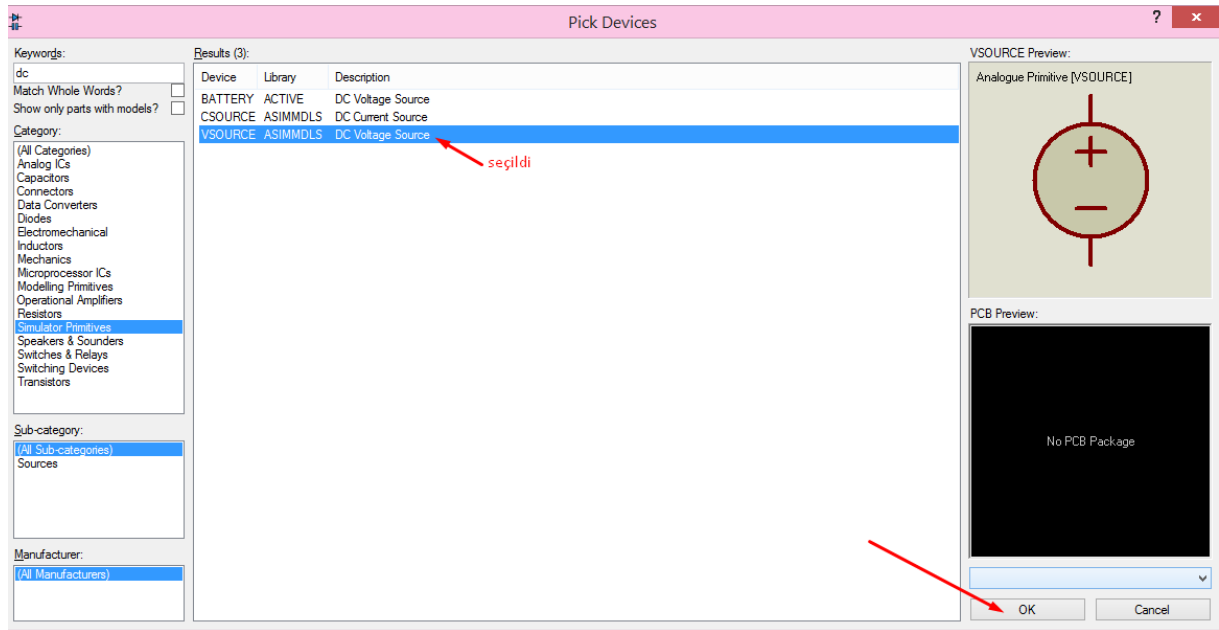 Pick Devices
?
x
Keywords:
dc
Match Whole Words?
Show only parts with models?
Category:
(All Categories)
Analog ICs
Capacitors
Connectors
Data Converters
Diodes
Electromechanical
Inductors
Mechanics
Microprocessor ICs
Modelling Primitives
Operational Amplifiers
Resistors
Simulator Primitives
Speakers & Sounders
Switches & Relays
Switching Devices
Transistors
Sub-category:
(All Sub-categories)
Sources
Manufacturer:
(All Manufacturers)
Results (3):
Device Library Description
BATTERY ACTIVE DC Voltage Source
CSOURCE ASIMMDLS DC Current Source
VSOURCE ASIMMDLS DC Voltage Source
seçildi
VSOURCE Preview:
Analogue Primitive [VSOURCE]
PCB Preview:
No PCB Package
OK
Cancel